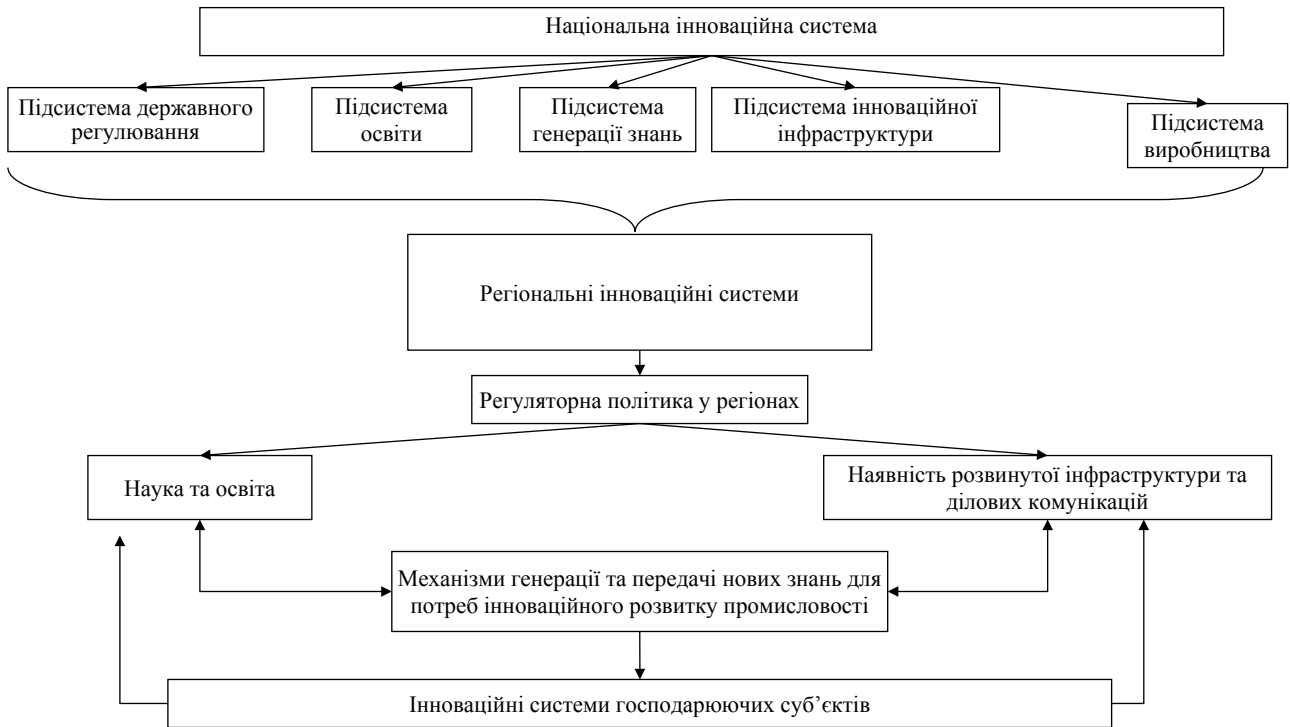 Національна інноваційна система
Підсистема державного
регулювання
Підсистема
освіти
Підсистема
генерації знань
Підсистема інноваційної
інфраструктури
Підсистема
виробництва
Регіональні інноваційні системи
Регуляторна політика у регіонах
Наука та освіта
Наявність розвинутої інфраструктури та
ділових комунікацій
Механізми генерації та передачі нових знань для
потреб інноваційного розвитку промисловості
Інноваційні системи господарюючих суб’єктів